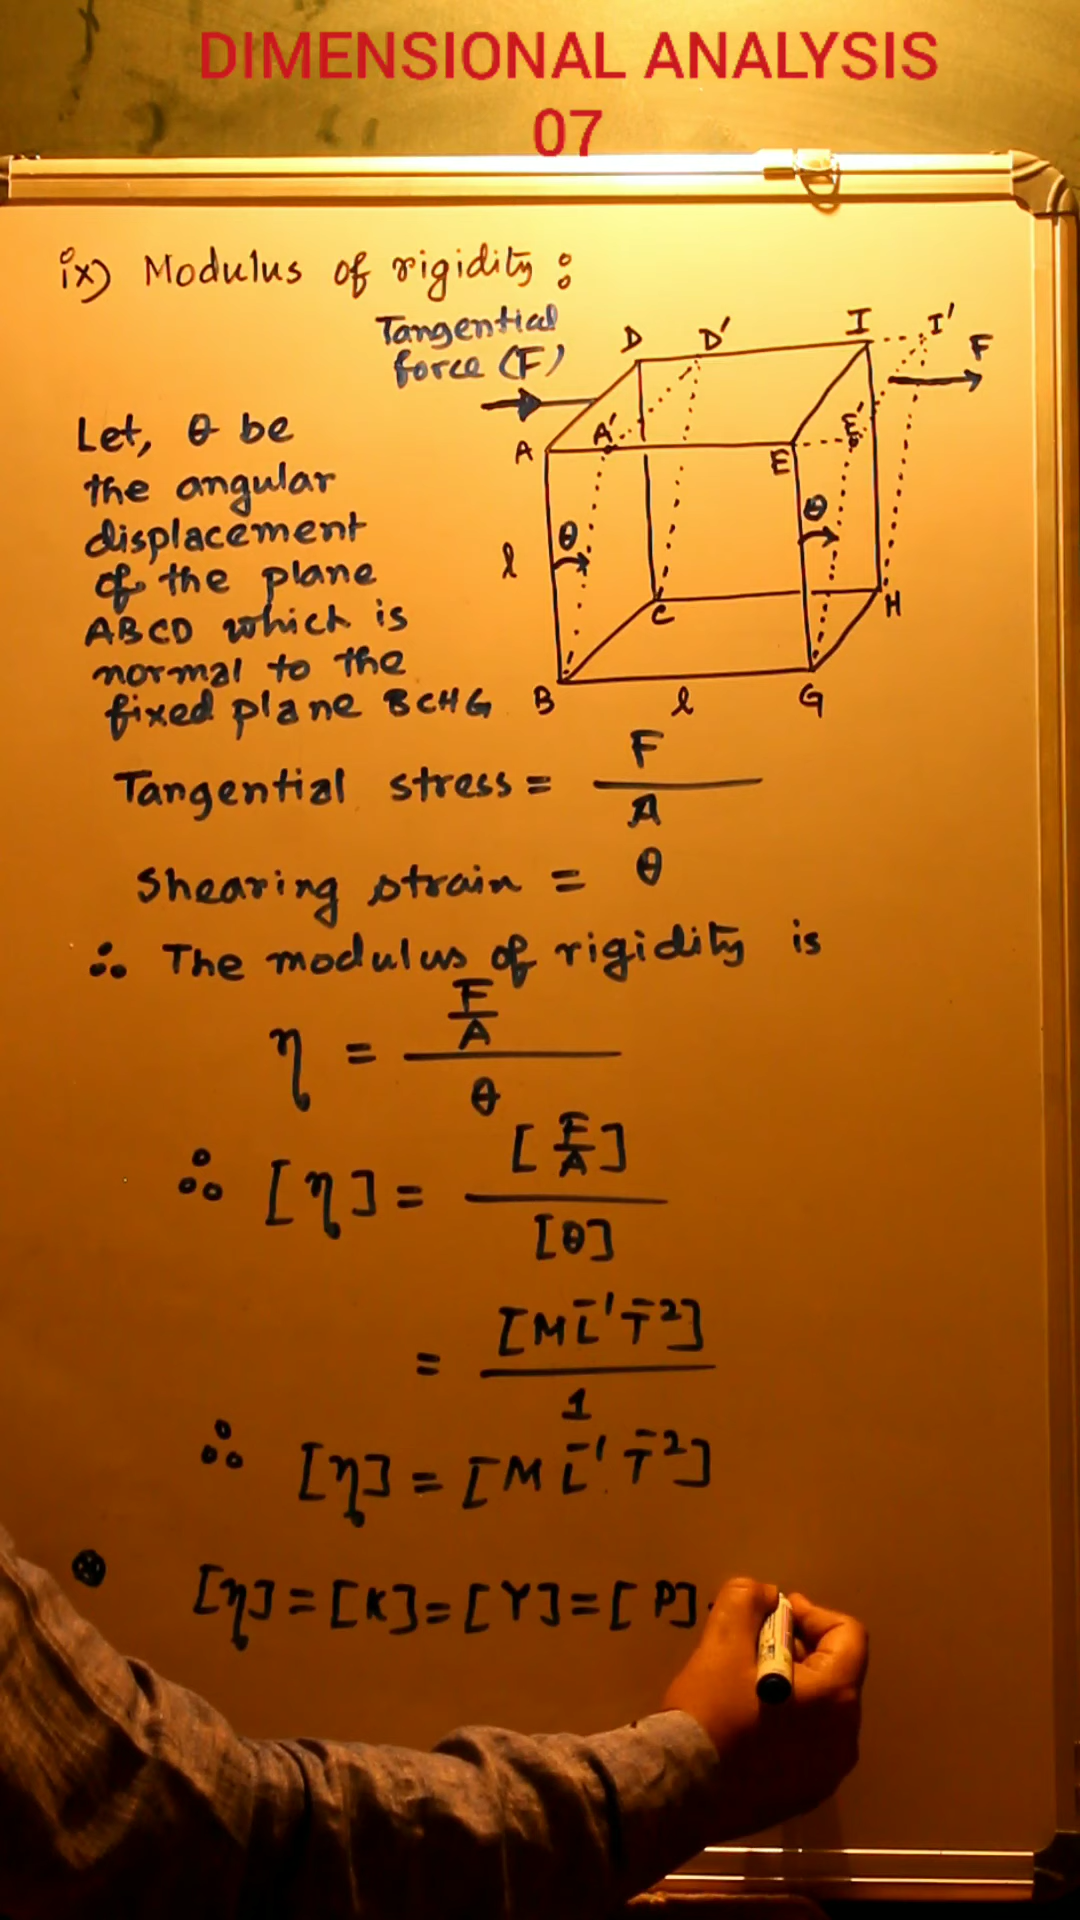 DIMENSIONAL ANALYSIS
07
ix) Modulus of rigidity :
Tangential
force (F)
D D' I I' F
A A' E E'
Let, θ be
the angular
displacement
of the plane
ABCD which is
normal to the
fixed plane BCHG
θ θ
l
C H
B l G
Tangential stress = F/A
Shearing strain = θ
∴ The modulus of rigidity is
η = (F/A)/θ
∴ [η] = [F/A]/[θ]
= [ML⁻¹T⁻²]/1
∴ [η] = [ML⁻¹T⁻²]
[η] = [K] = [Y] = [P]